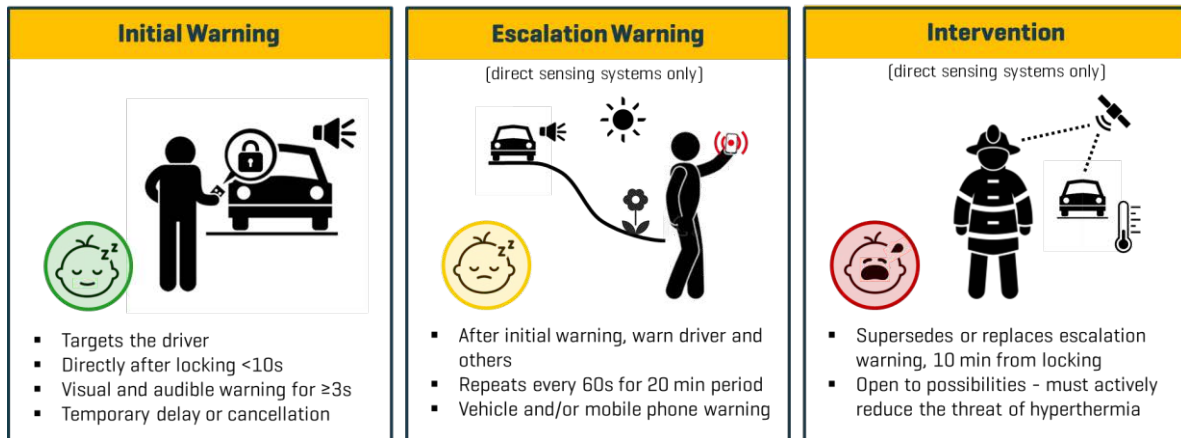 Initial Warning
▪ Targets the driver
▪ Directly after locking <10s
▪ Visual and audible warning for ≥3s
▪ Temporary delay or cancellation
Escalation Warning
(direct sensing systems only)
▪ After initial warning, warn driver and
others
▪ Repeats every 60s for 20 min period
▪ Vehicle and/or mobile phone warning
Intervention
(direct sensing systems only)
▪ Supersedes or replaces escalation
warning, 10 min from locking
▪ Open to possibilities - must actively
reduce the threat of hyperthermia
z z
z z